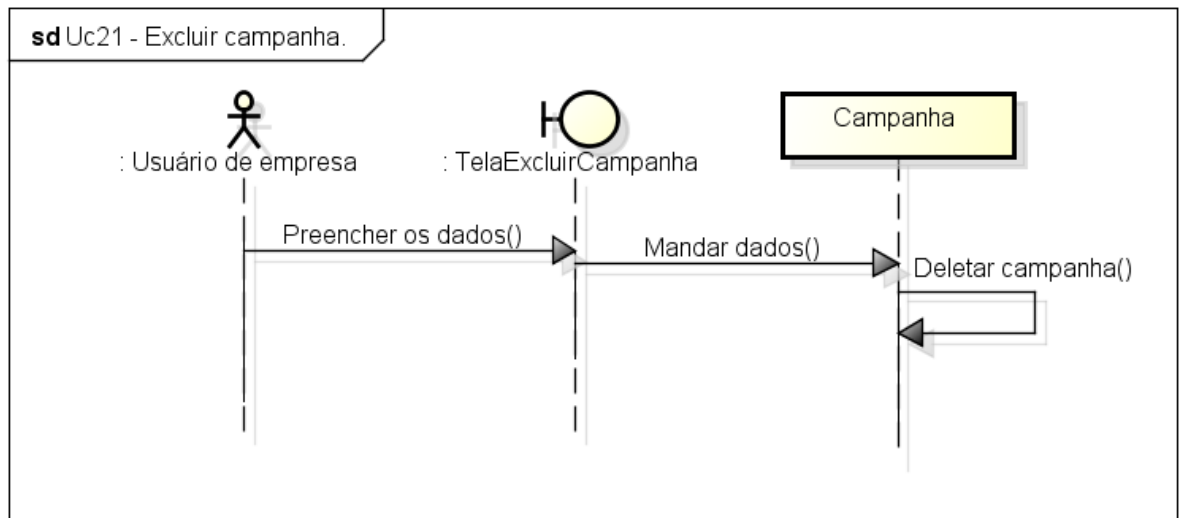 sd Uc21 - Excluir campanha.
: Usuário de empresa
: TelaExcluirCampanha
Campanha
Preencher os dados()
Mandar dados()
Deletar campanha()